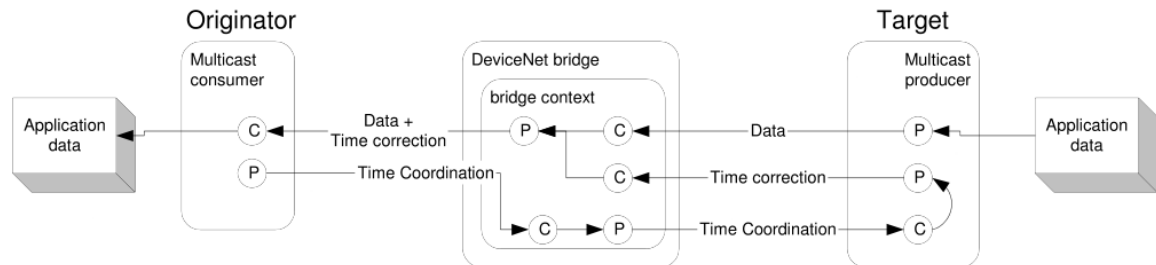 Originator
Target
Multicast
consumer
DeviceNet bridge
Multicast
producer
bridge context
Application
data
C
Data +
Time correction
P
C
Data
P
Application
data
P
Time Coordination
C
Time correction
P
C
P
Time Coordination
C